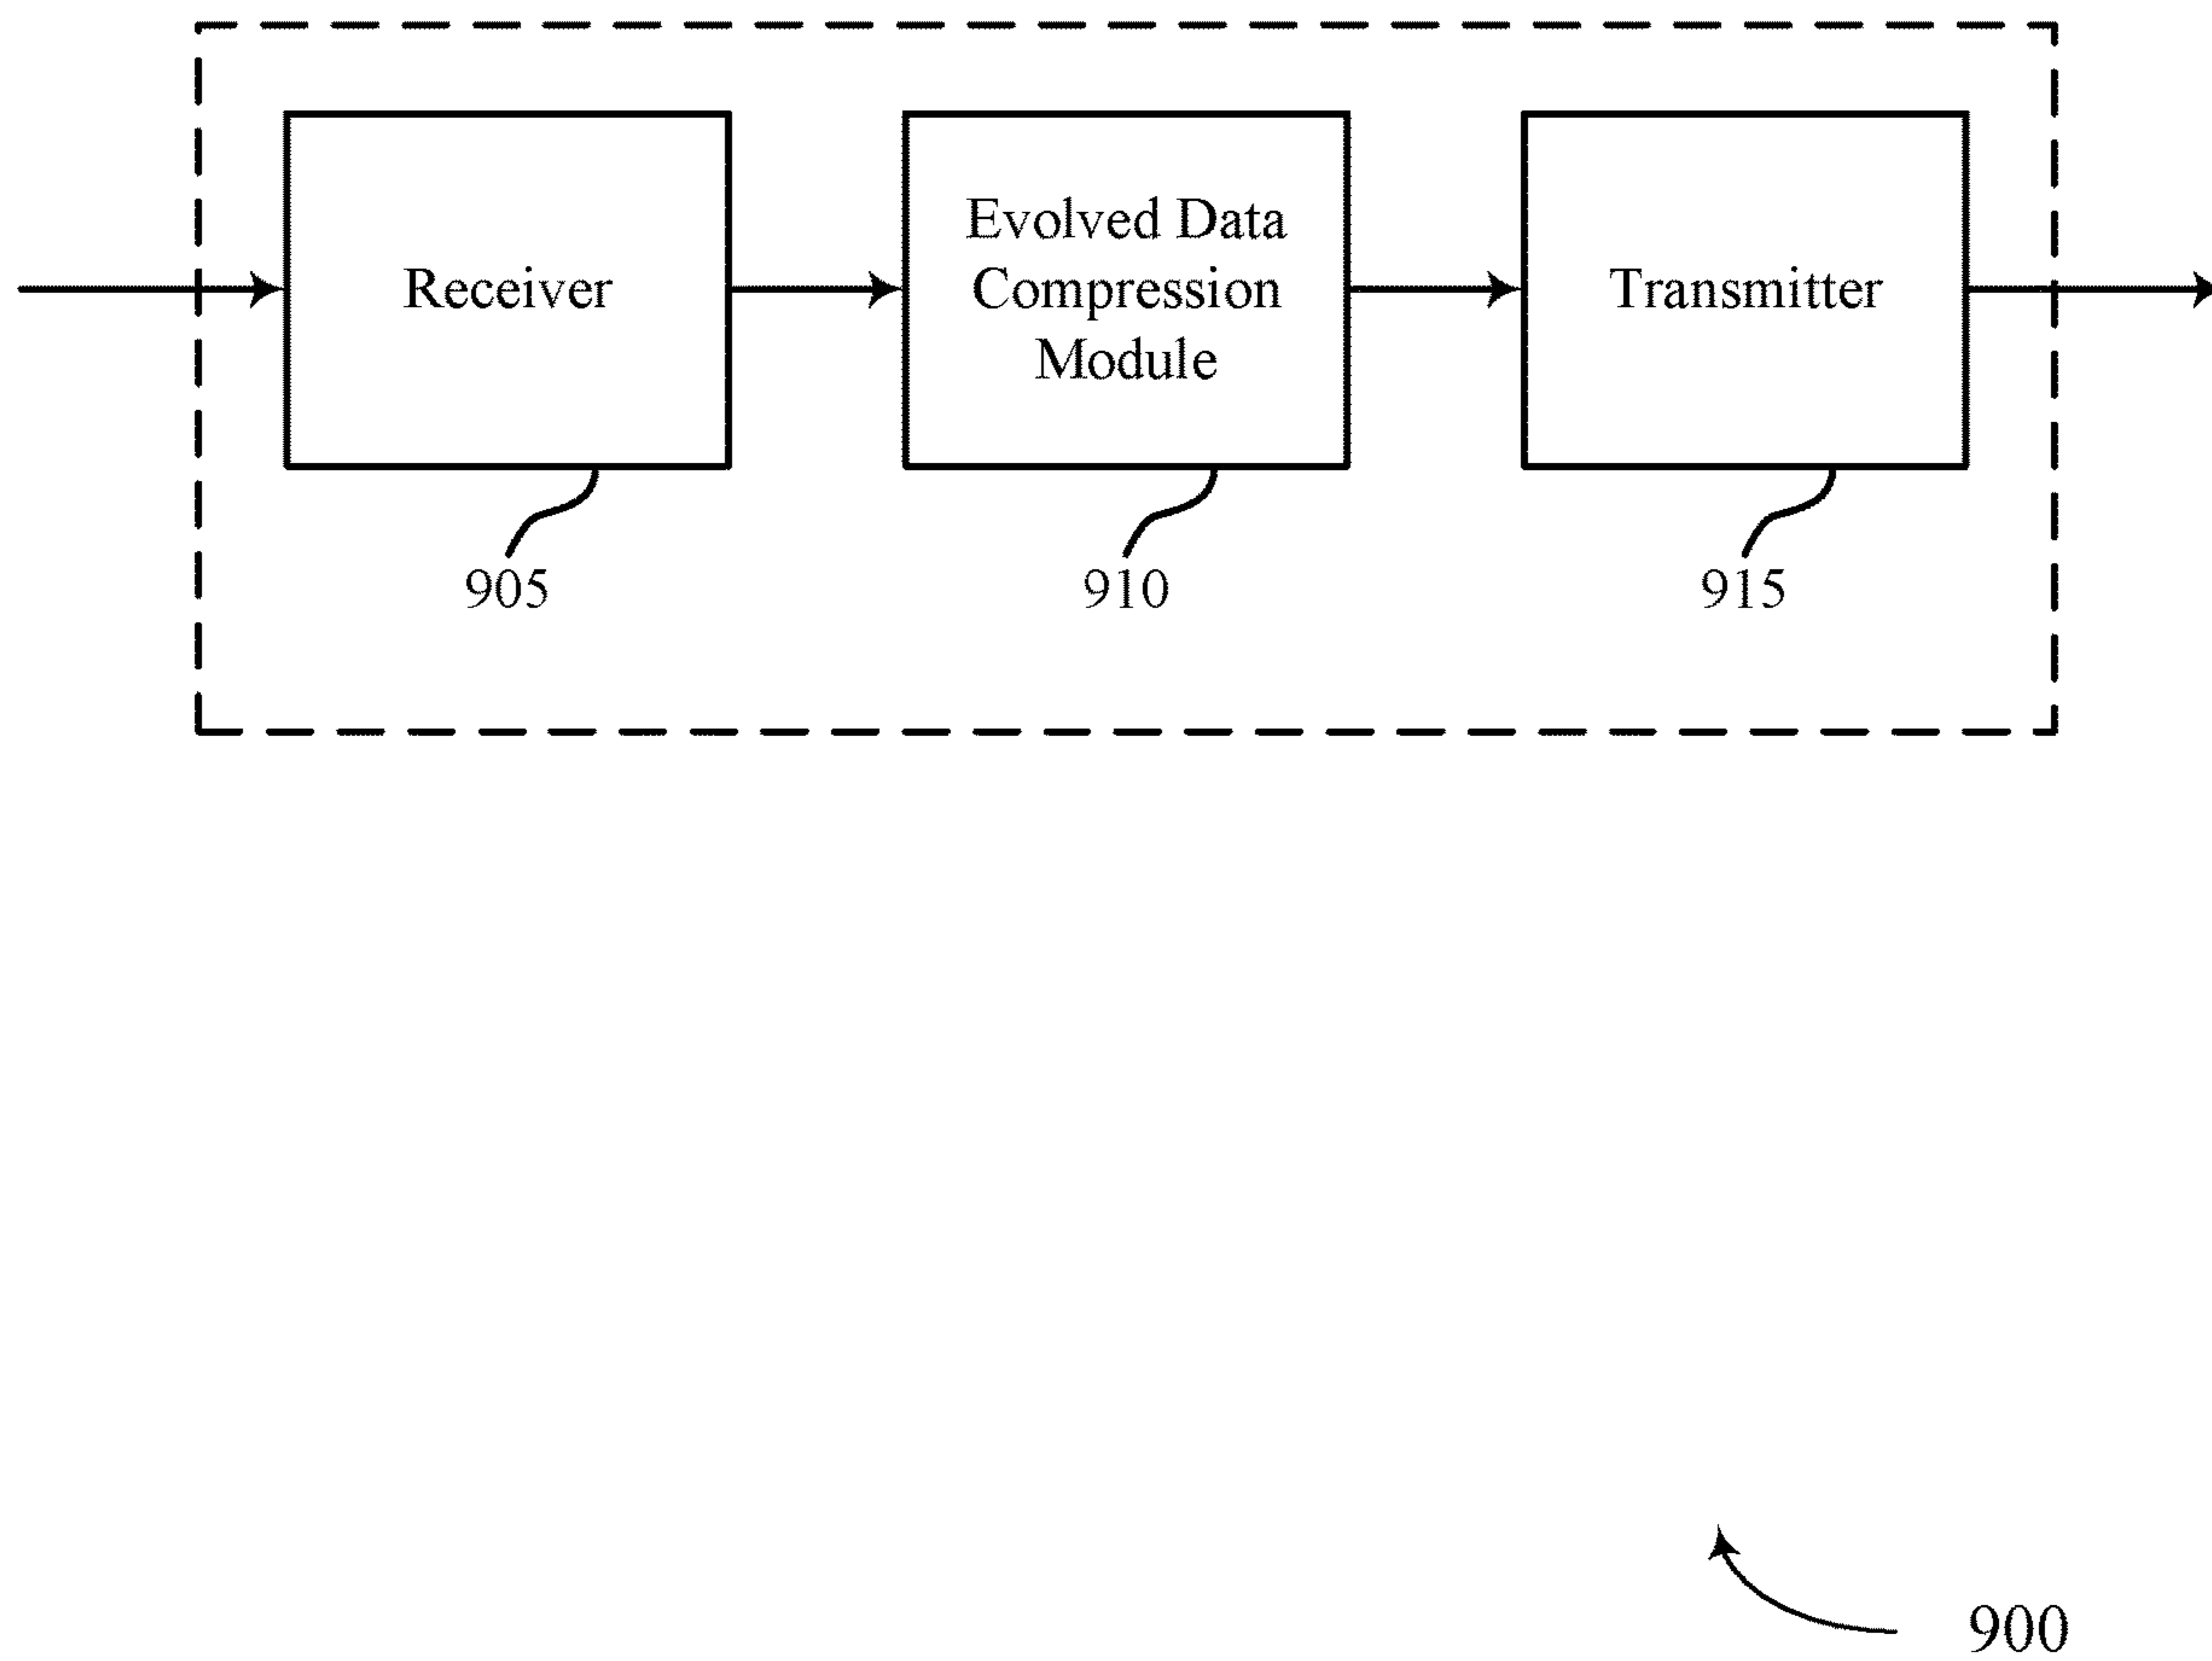 Receiver
Evolved Data
Compression
Module
Transmitter
905
910
915
900